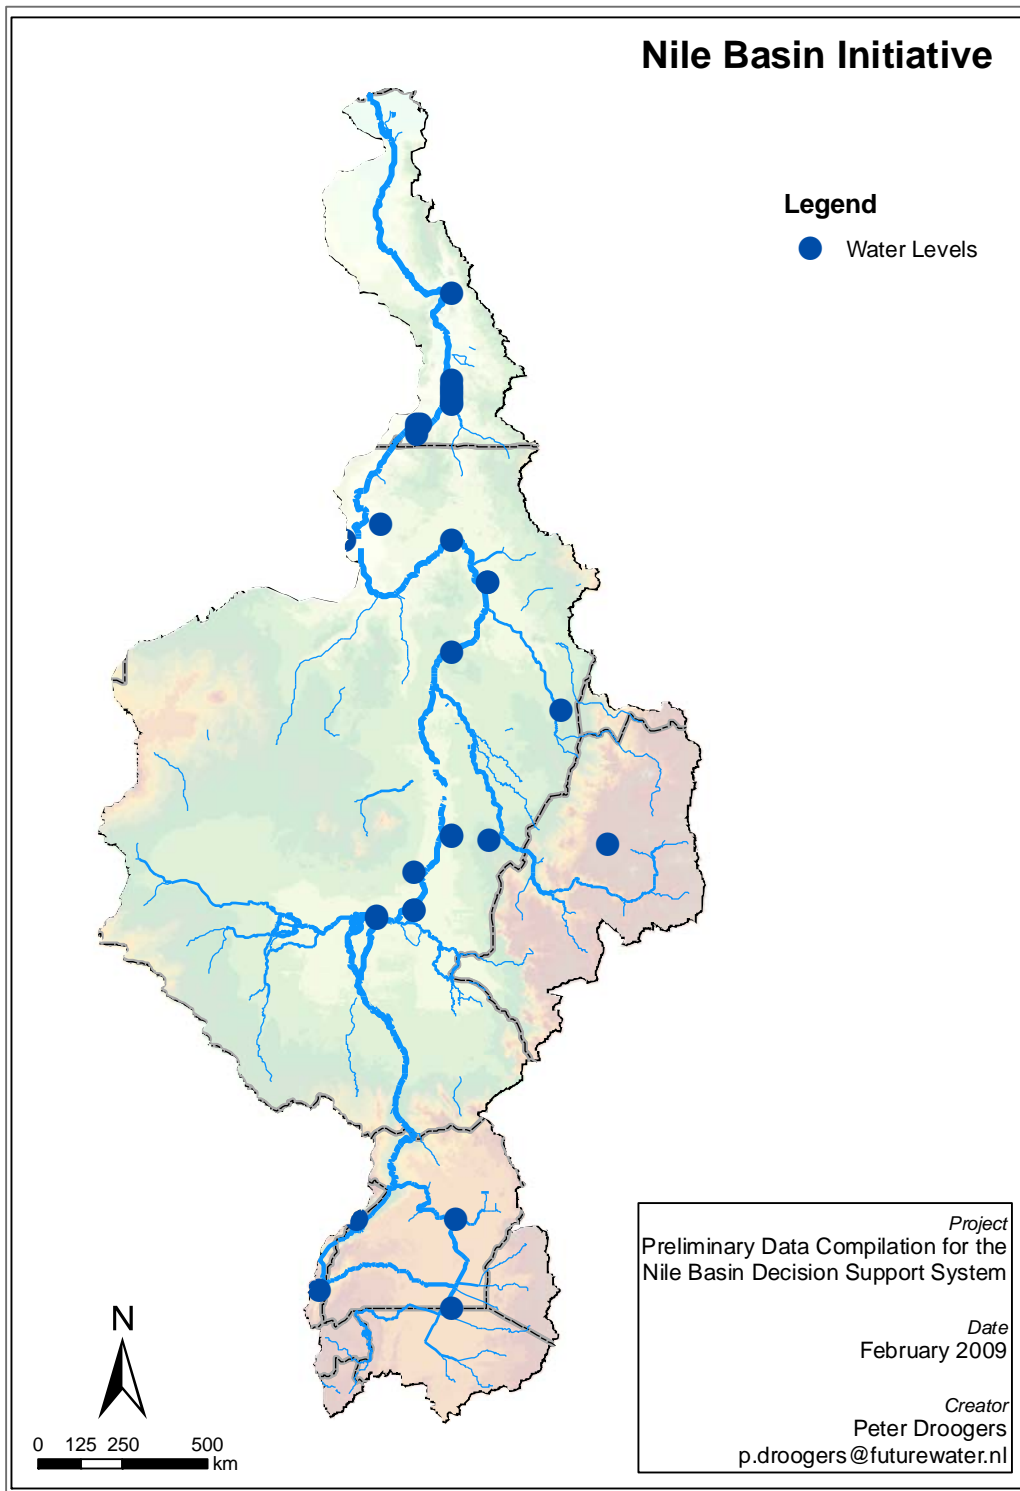 Nile Basin Initiative
Legend
Water Levels
Project
Preliminary Data Compilation for the
Nile Basin Decision Support System
Date
February 2009
Creator
Peter Droogers
p.droogers@futurewater.nl
N
0 125 250 500
km